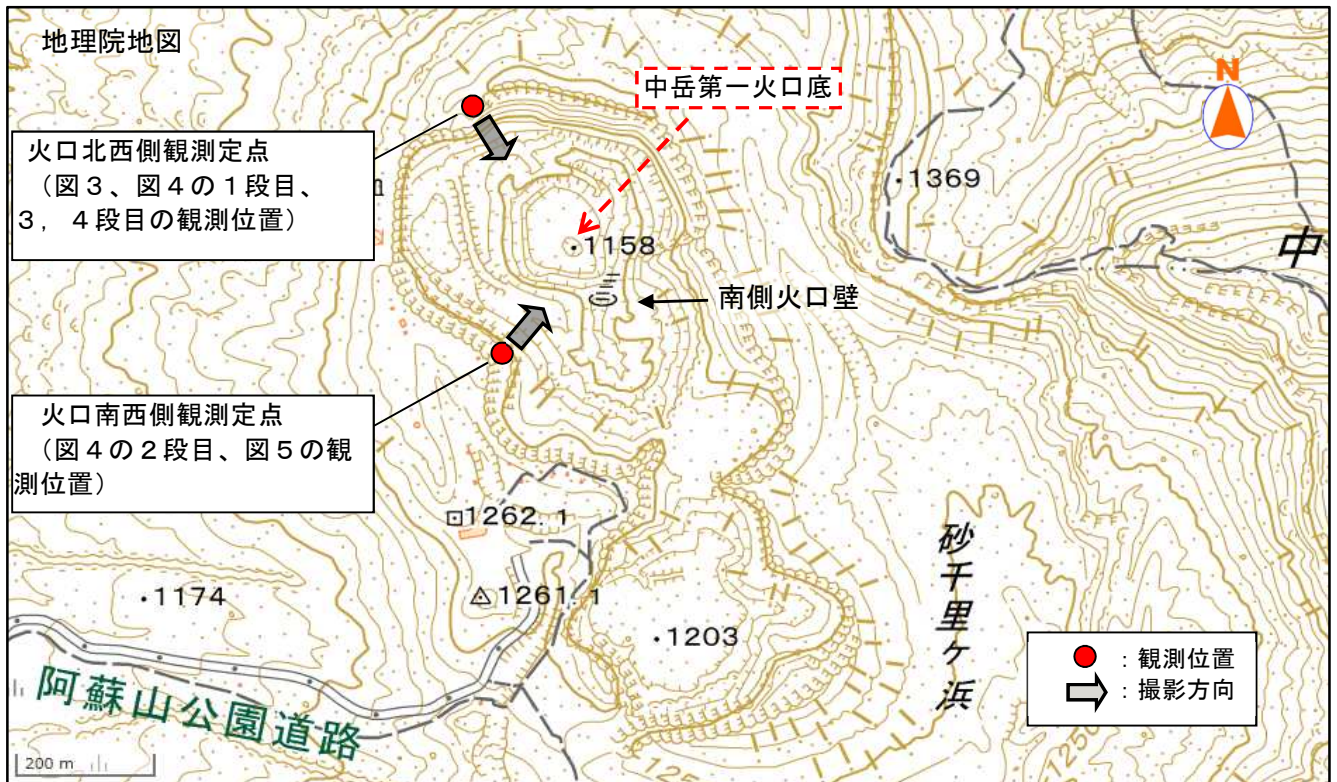 地理院地図
N
中岳第一火口底
火口北西側観測定点
(図3、図4の1段目、
3,4段目の観測位置)
・1369
・1158
中
南側火口壁
火口南西側観測定点
(図4の2段目、図5の観
測位置)
1262.1
砂千里ヶ浜
・1174
1261.1
・1203
:観測位置
:撮影方向
阿蘇山公園道路
200 m
125
1250